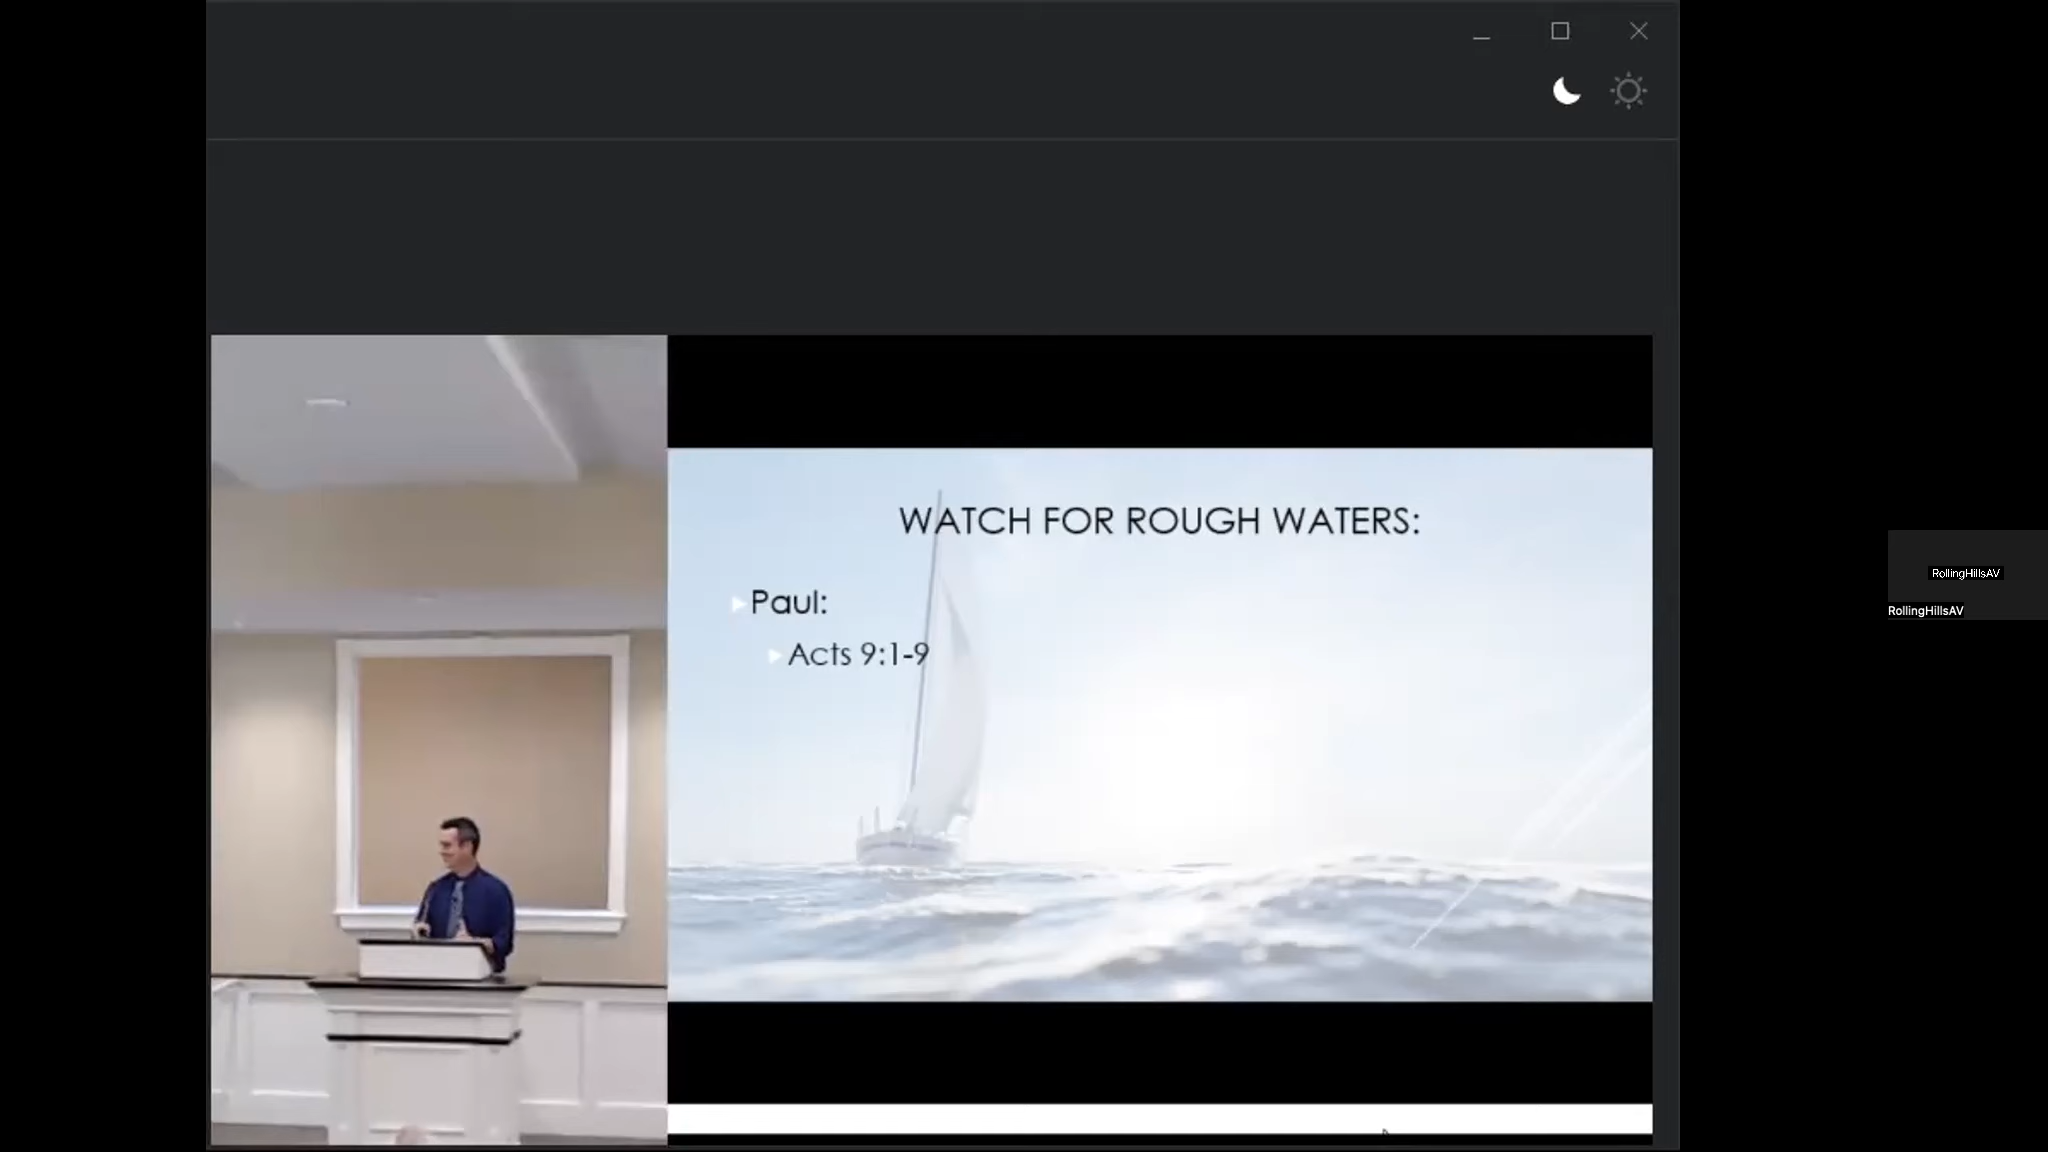 WATCH FOR ROUGH WATERS:
Paul:
Acts 9:1-9
RollingHillsAV
RollingHillsAV